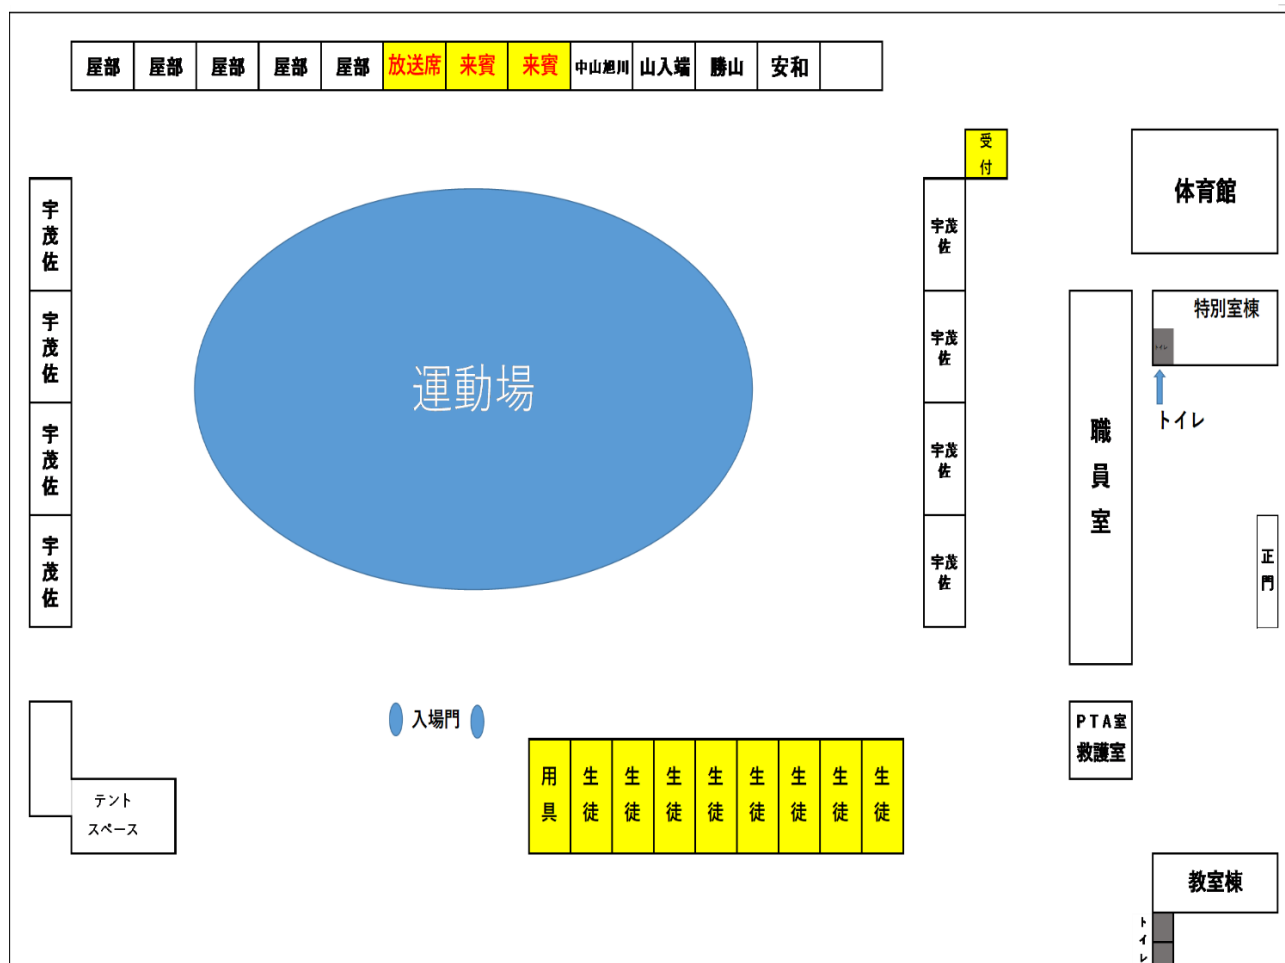 屋部 屋部 屋部 屋部 屋部 放送席 来賓 来賓 中山旭川 山入端 勝山 安和
受付
体育館
宇茂佐
宇茂佐
宇茂佐
宇茂佐
運動場
宇茂佐
宇茂佐
宇茂佐
宇茂佐
特別室棟
トイレ
トイレ
職員室
正門
入場門
PTA室
救護室
用具 生徒 生徒 生徒 生徒 生徒 生徒 生徒 生徒
テント
スペース
教室棟
トイレ